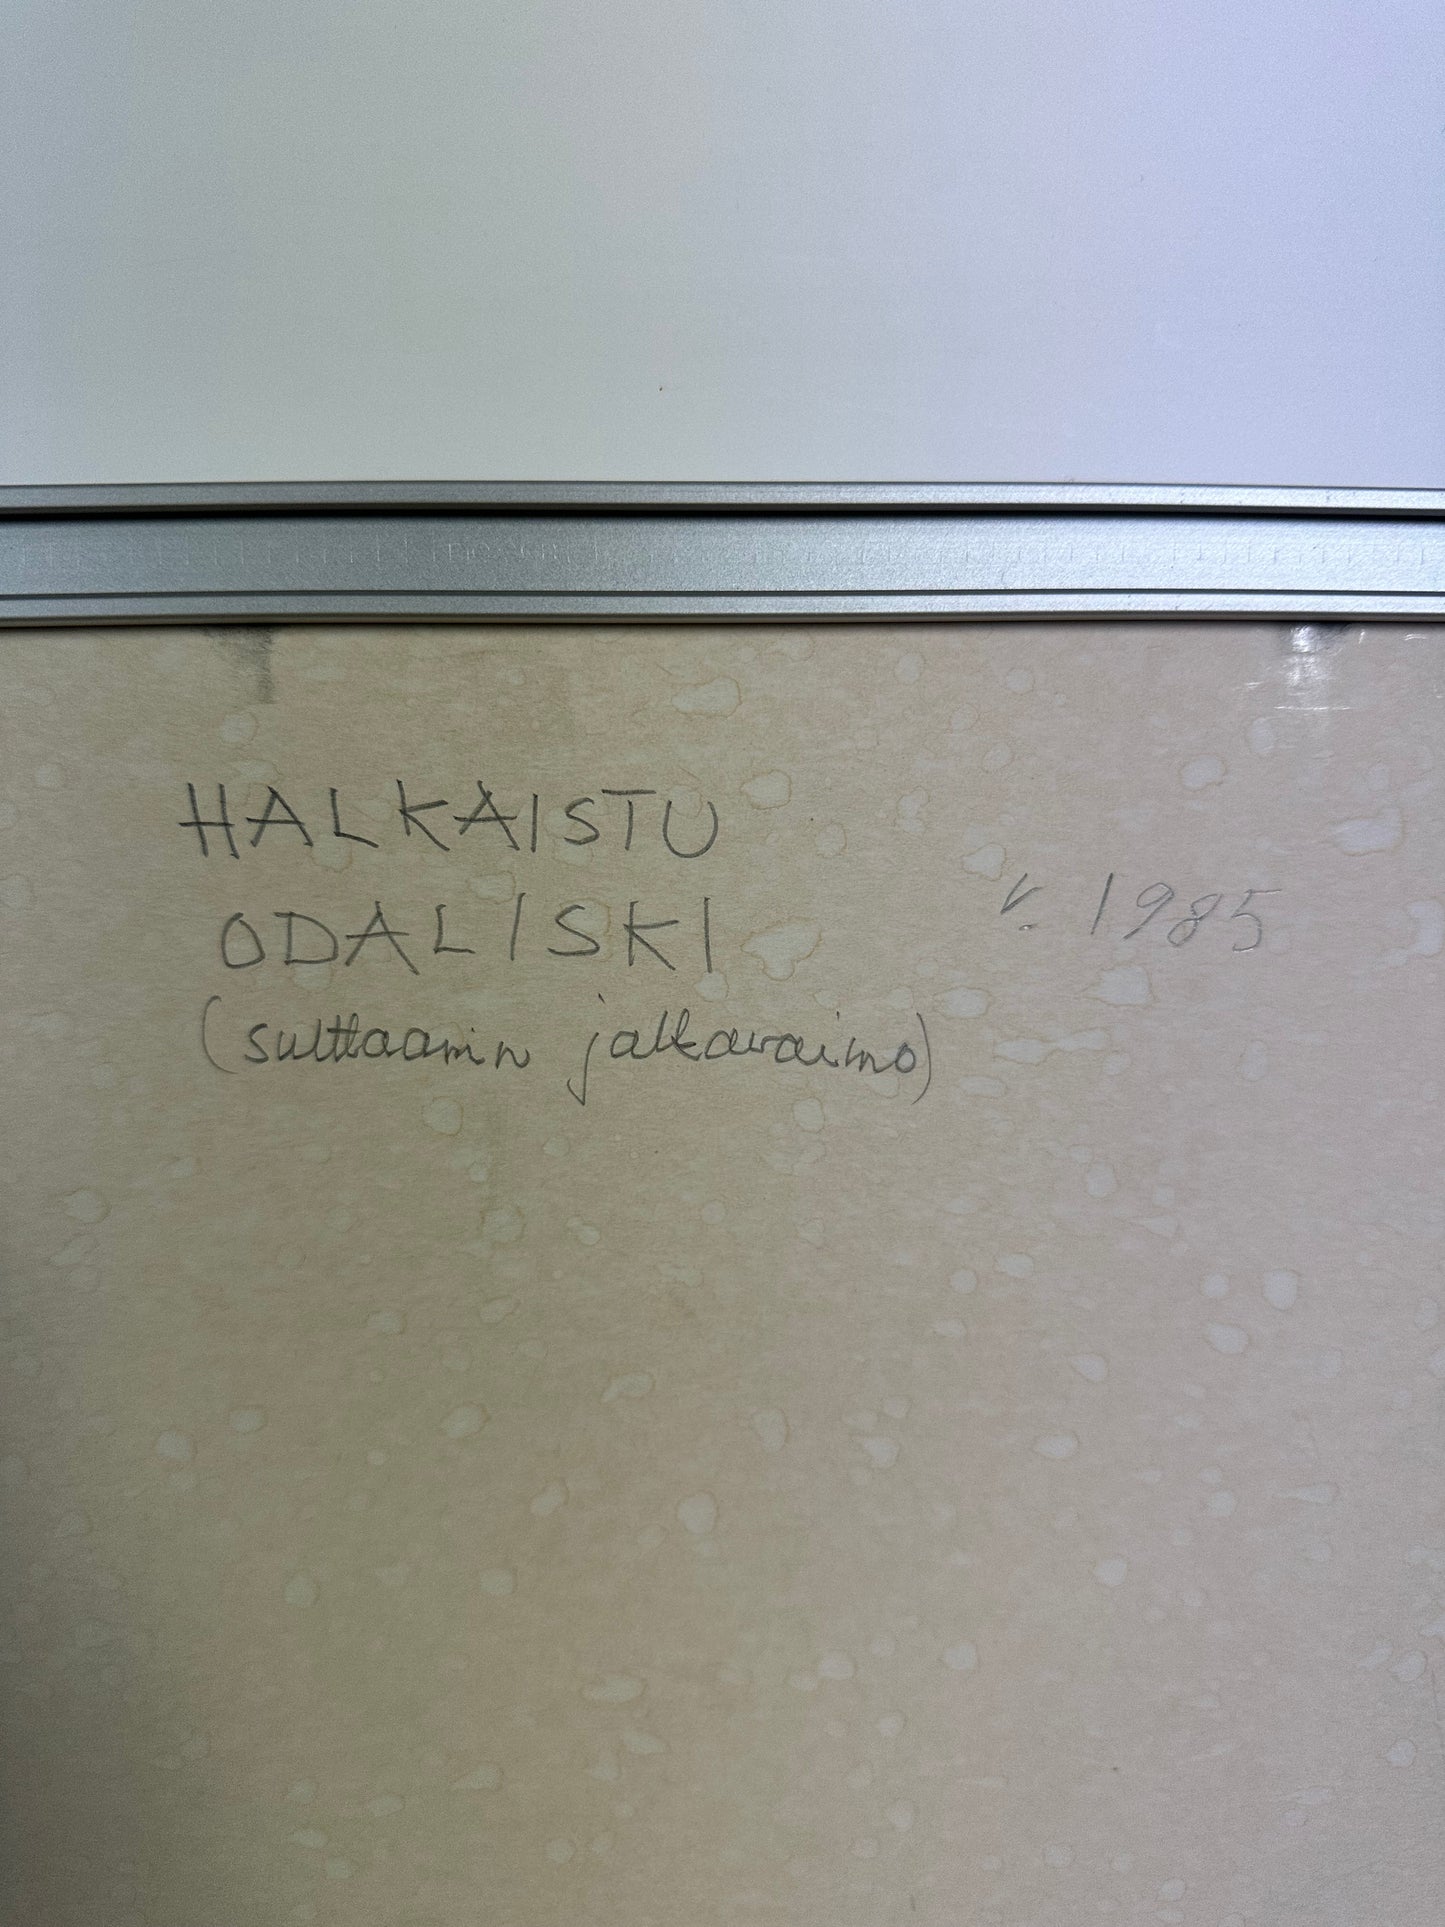 HALKAISTU
ODALISKI
v. 1985
(sulttaanin jalkavaimo)